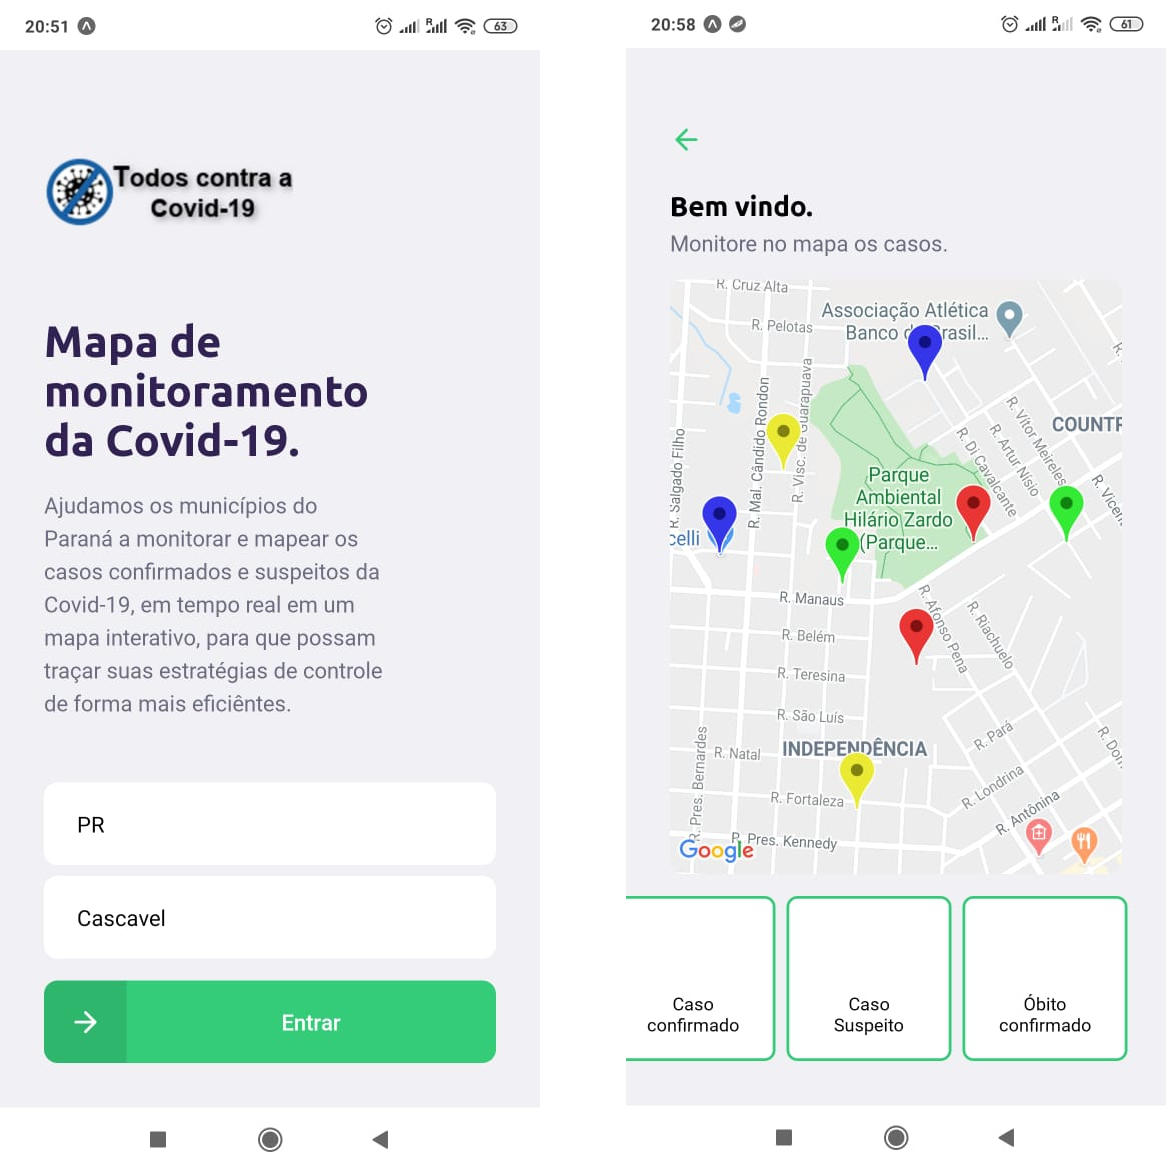 20:51
R
63
Todos contra a
Covid-19
Mapa de
monitoramento
da Covid-19.
Ajudamos os municípios do
Paraná a monitorar e mapear os
casos confirmados e suspeitos da
Covid-19, em tempo real em um
mapa interativo, para que possam
traçar suas estratégias de controle
de forma mais eficiêntes.
PR
Cascavel
Entrar
20:58
R
61
Bem vindo.
Monitore no mapa os casos.
R. Cruz Alta
R. Pelotas
Associação Atlética
Banco do Brasil...
R. Salgado Filho
R. Mal. Cândido Rondon
R. Visc. de Guarapuava
R. Di Cavalcante
R. Artur Nísio
R. Vítor Meireles
COUNTR
R.
R. Vicen
celli
Parque
Ambiental
Hilário Zardo
(Parque...
R. Manaus
R. Belém
R. Teresina
R. São Luís
R. Afonso Pena
R. Riachuelo
INDEPENDÊNCIA
R. Natal
R. Pres. Bernardes
R. Fortaleza
R. Pará
R. Londrina
R. Antônina
R. Dom
R. Pres. Kennedy
Google
Caso
confirmado
Caso
Suspeito
Óbito
confirmado